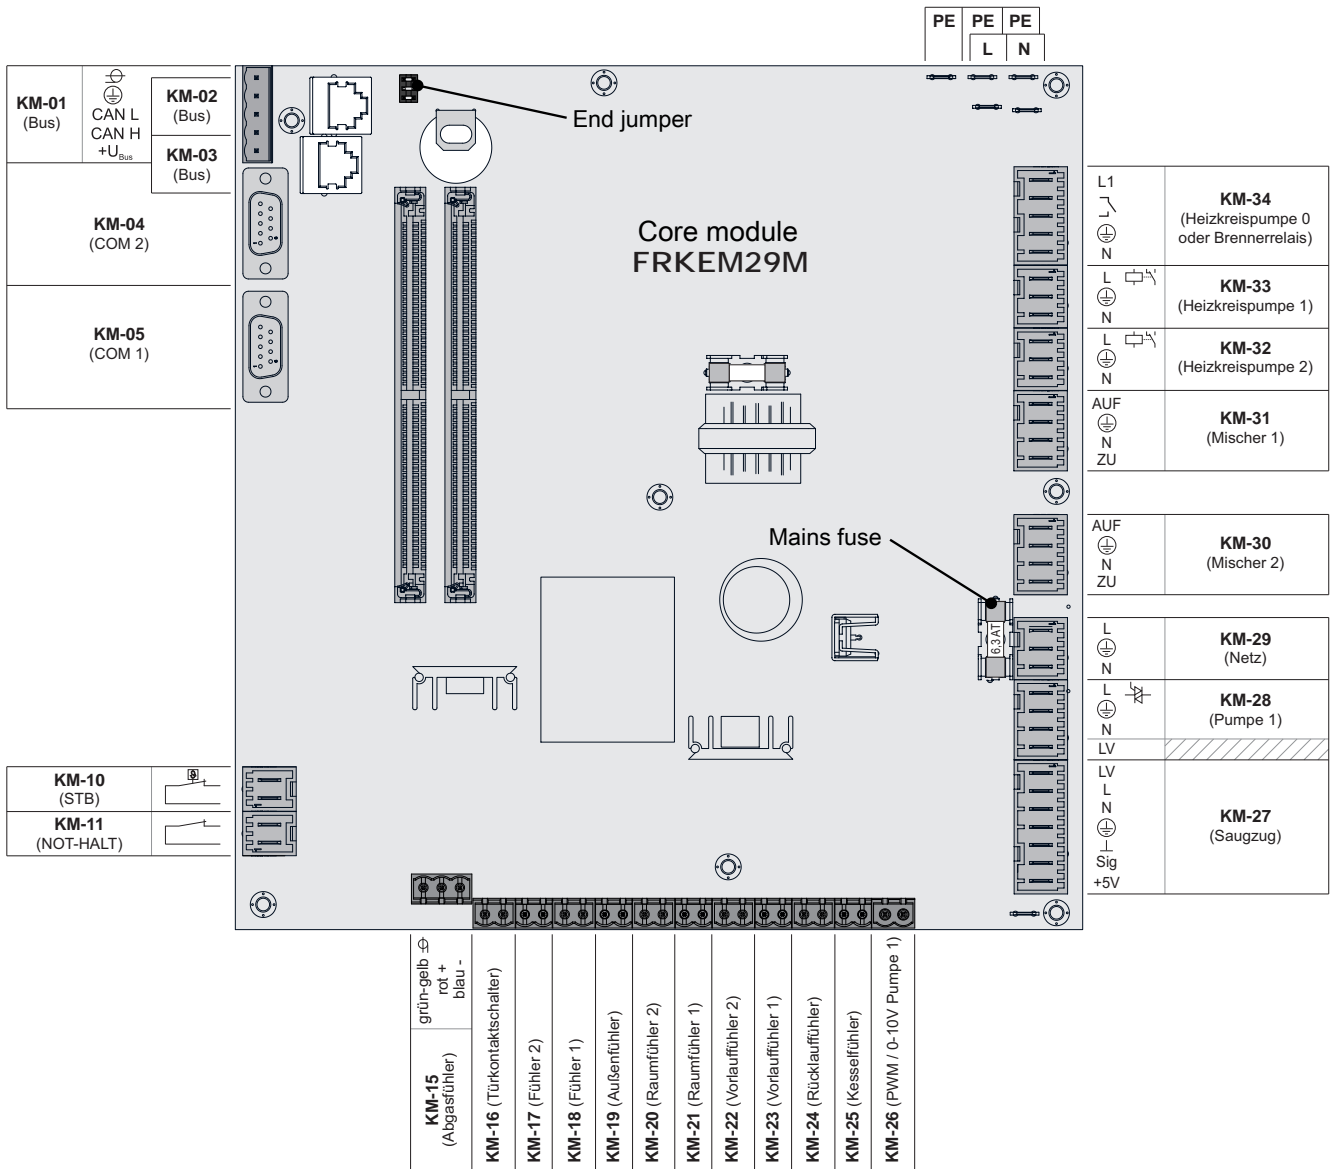 PE PE PE
L N
KM-01
(Bus)
CAN L
CAN H
+U Bus
KM-02
(Bus)
KM-03
(Bus)
KM-04
(COM 2)
KM-05
(COM 1)
End jumper
Core module
FRKEM29M
Mains fuse
6.3 AT
L1
N
KM-34
(Heizkreispumpe 0
oder Brennerrelais)
L
N
KM-33
(Heizkreispumpe 1)
L
N
KM-32
(Heizkreispumpe 2)
AUF
N
ZU
KM-31
(Mischer 1)
AUF
N
ZU
KM-30
(Mischer 2)
L
N
KM-29
(Netz)
L
N
LV
KM-28
(Pumpe 1)
LV
L
N
Sig
+5V
KM-27
(Saugzug)
KM-10
(STB)
KM-11
(NOT-HALT)
grün-gelb
rot +
blau -
KM-15
(Abgasfühler)
KM-16 (Türkontaktschalter)
KM-17 (Fühler 2)
KM-18 (Fühler 1)
KM-19 (Außenfühler)
KM-20 (Raumfühler 2)
KM-21 (Raumfühler 1)
KM-22 (Vorlauffühler 2)
KM-23 (Vorlauffühler 1)
KM-24 (Rücklauffühler)
KM-25 (Kesselfühler)
KM-26 (PWM / 0-10V Pumpe 1)